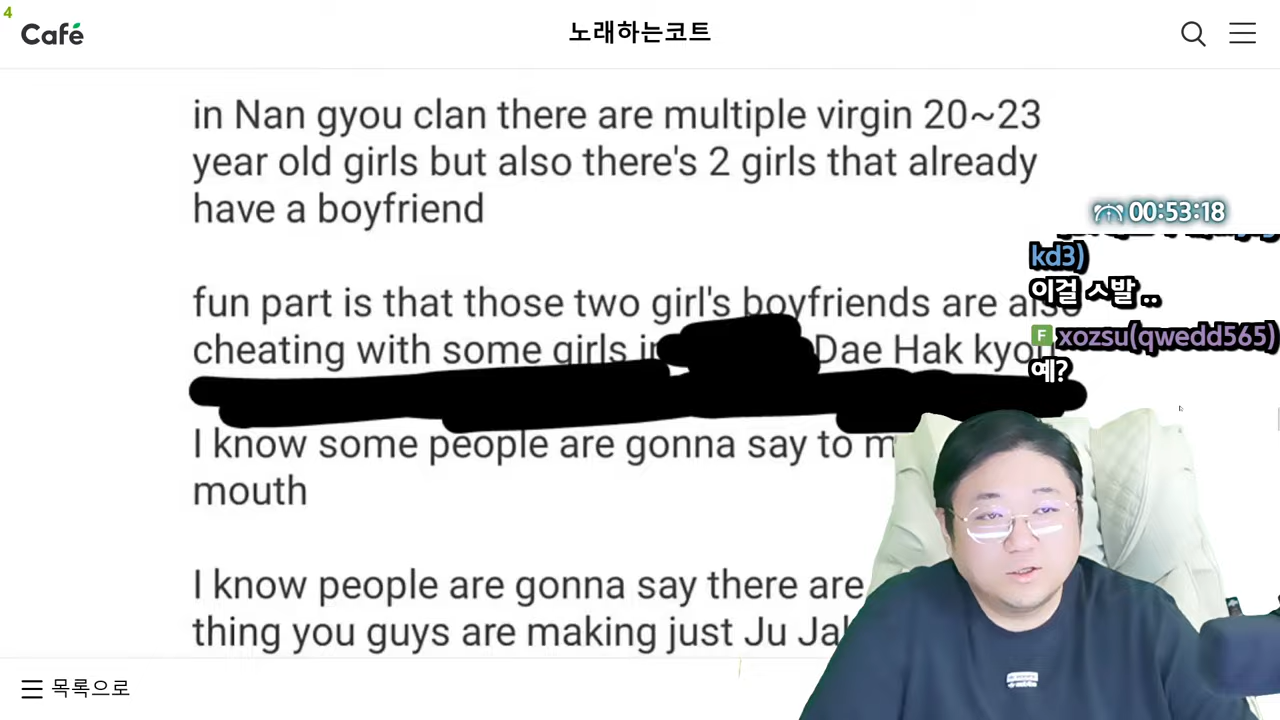 4
Café
노래하는코트
in Nan gyou clan there are multiple virgin 20~23
year old girls but also there's 2 girls that already
have a boyfriend
00:53:18
kd3)
이걸 ㅅ발 ..
fun part is that those two girl's boyfriends are also
F xozsu(qwedd565)
cheating with some girls in Dae Hak kyo
예?
I know some people are gonna say to
mouth
I know people are gonna say there are
thing you guys are making just Ju
목록으로